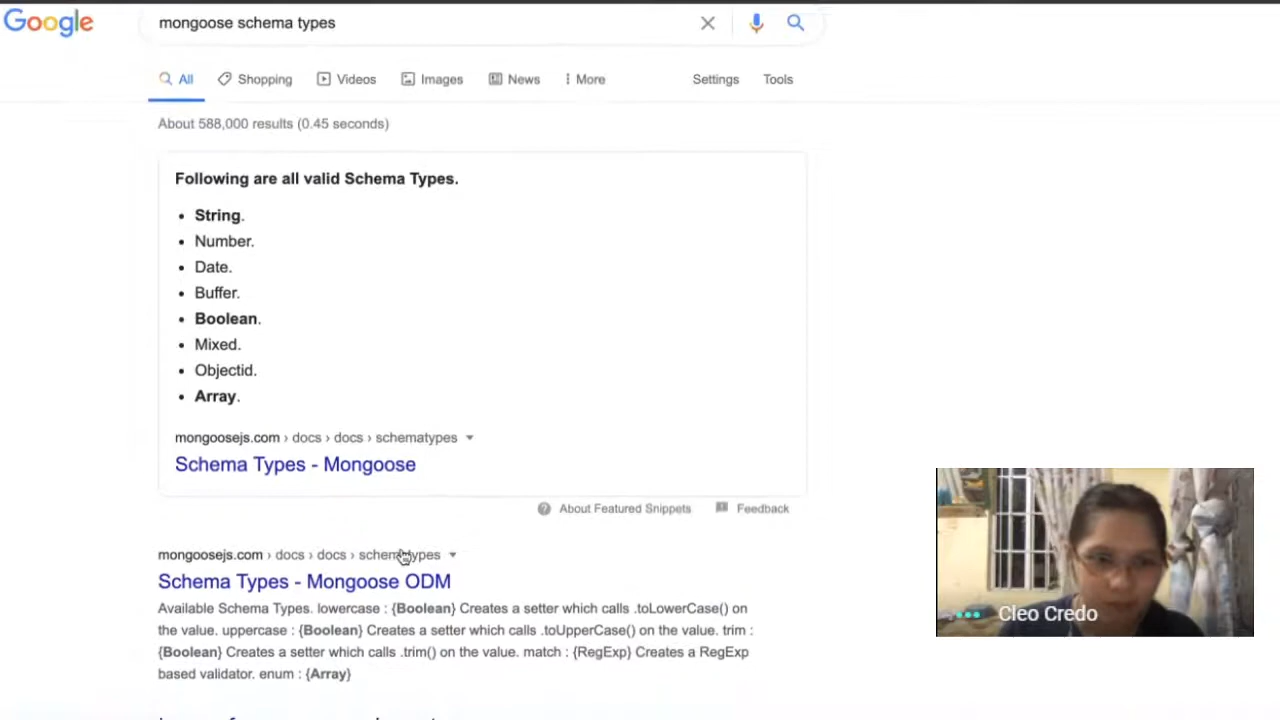 Google
mongoose schema types
All
Shopping
Videos
Images
News
More
Settings
Tools
About 588,000 results (0.45 seconds)
Following are all valid Schema Types.
String.
Number.
Date.
Buffer.
Boolean.
Mixed.
Objectid.
Array.
mongoosejs.com › docs › docs › schematypes
Schema Types - Mongoose
About Featured Snippets
Feedback
mongoosejs.com › docs › docs › schematypes
Schema Types - Mongoose ODM
Available Schema Types. lowercase : {Boolean} Creates a setter which calls .toLowerCase() on
the value. uppercase : {Boolean} Creates a setter which calls .toUpperCase() on the value. trim :
{Boolean} Creates a setter which calls .trim() on the value. match : {RegExp} Creates a RegExp
based validator. enum : {Array}
Cleo Credo